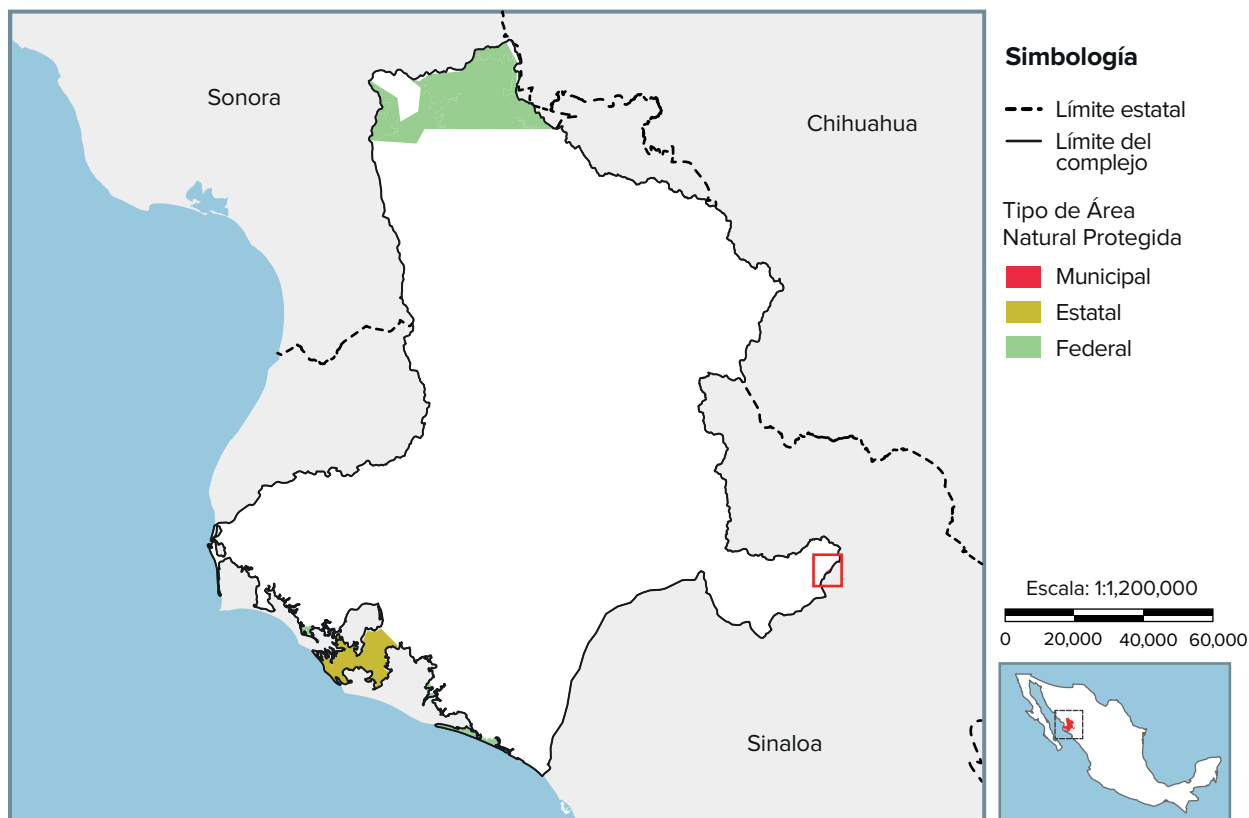 Sonora
Chihuahua
Sinaloa
Simbología
Límite estatal
Límite del
complejo
Tipo de Área
Natural Protegida
Municipal
Estatal
Federal
Escala: 1:1,200,000
0 20,000 40,000 60,000